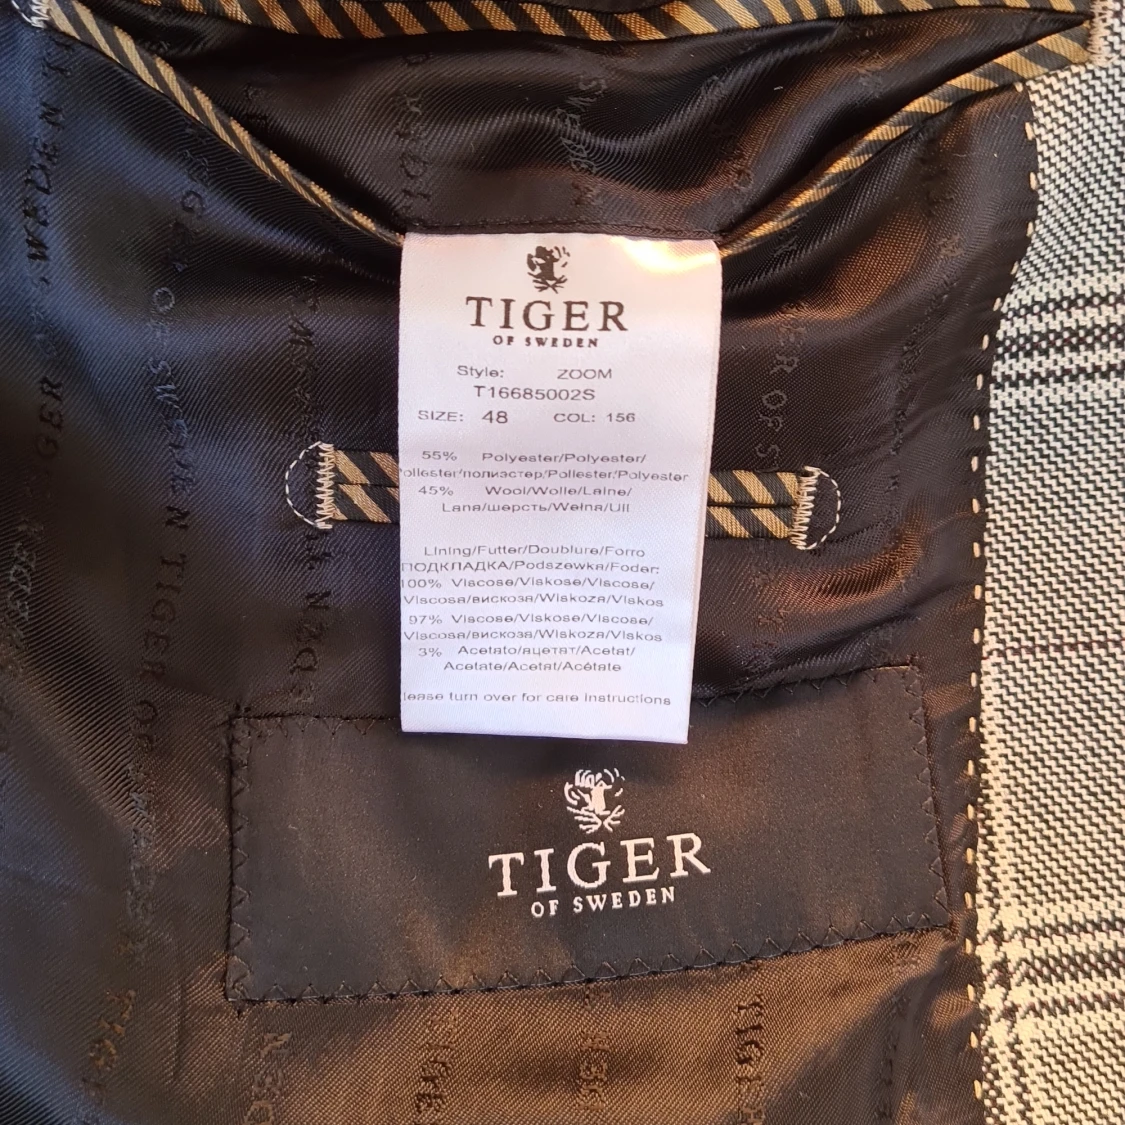 TIGER
OF SWEDEN
Style: ZOOM
T16685002S
SIZE: 48 COL: 156
55% Polyester/Polyester/
ollester/полиэстер/Poliester/Polyester
45% Wool/Wolle/Laine/
Lana/шерсть/Wełna/Ull
Lining/Futter/Doublure/Forro
ПОДКЛАДКА/Podszewka/Foder:
100% Viscose/Viskose/Viscose/
Viscosa/вискоза/Wiskoza/Viskos
97% Viscose/Viskose/Viscose/
Viscosa/вискоза/Wiskoza/Viskos
3% Acetato/ацетат/Acetat/
Acetate/Acetat/Acétate
lease turn over for care instructions
TIGER
OF SWEDEN